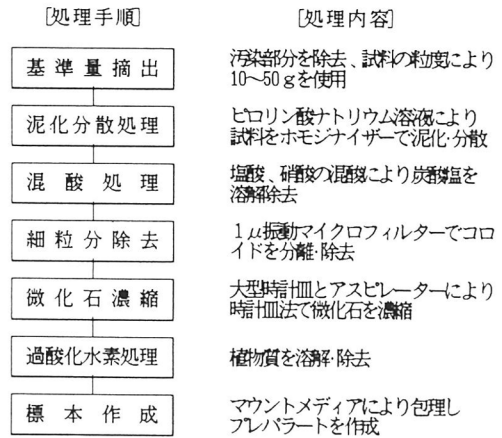 [処理手順]
[処理内容]
基準量摘出
汚染部分を除去、試料の粒度により
10～50gを使用
泥化分散処理
ピロリン酸ナトリウム溶液により
試料をホモジナイザーで泥化・分散
混酸処理
塩酸、硝酸の混酸により炭酸塩を
溶解除去
細粒分除去
1μ振動マイクロフィルターでコロ
イドを分離・除去
微化石濃縮
大型時計皿とアスピレーターにより
時計皿法で微化石を濃縮
過酸化水素処理
植物質を溶解・除去
標本作成
マウントメディアにより包埋し
プレパラートを作成